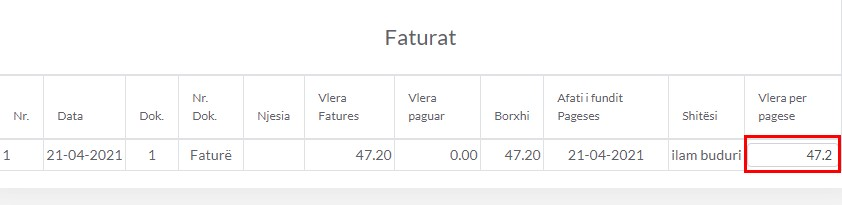 Faturat
Nr. Data Dok. Nr. Dok. Njesia Vlera Fatures Vlera paguar Borxhi Afati i fundit Pageses Shitësi Vlera per pagese
1 21-04-2021 1 Faturë 47.20 0.00 47.20 21-04-2021 ilam buduri 47.2